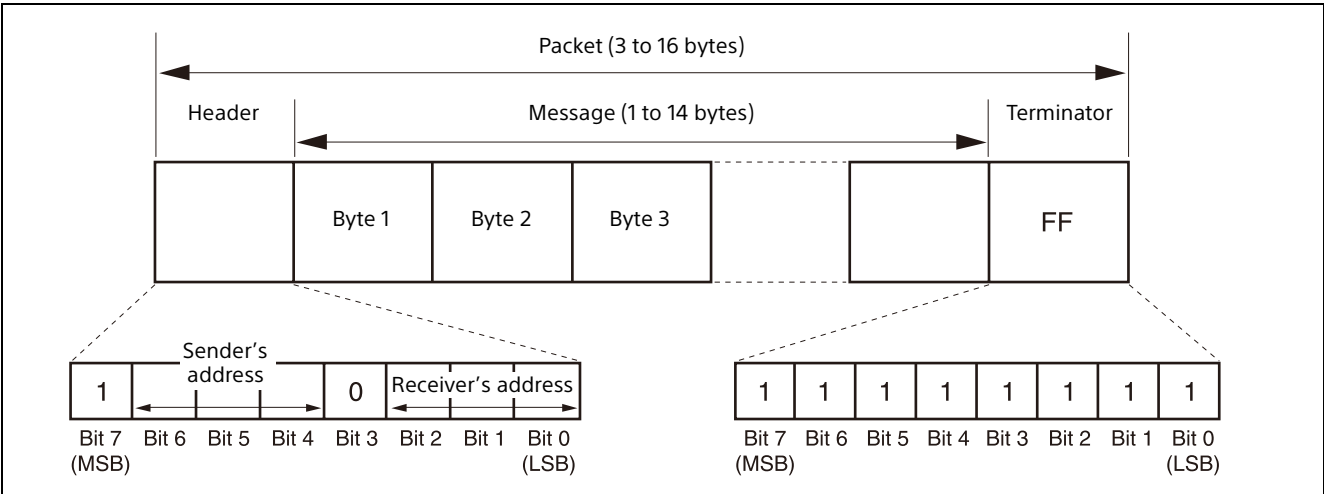 Packet (3 to 16 bytes)
Header
Message (1 to 14 bytes)
Terminator
Byte 1
Byte 2
Byte 3
FF
Sender’s
address
1
0
Receiver’s address
Bit 7
(MSB)
Bit 6
Bit 5
Bit 4
Bit 3
Bit 2
Bit 1
Bit 0
(LSB)
1
1
1
1
1
1
1
1
Bit 7
(MSB)
Bit 6
Bit 5
Bit 4
Bit 3
Bit 2
Bit 1
Bit 0
(LSB)